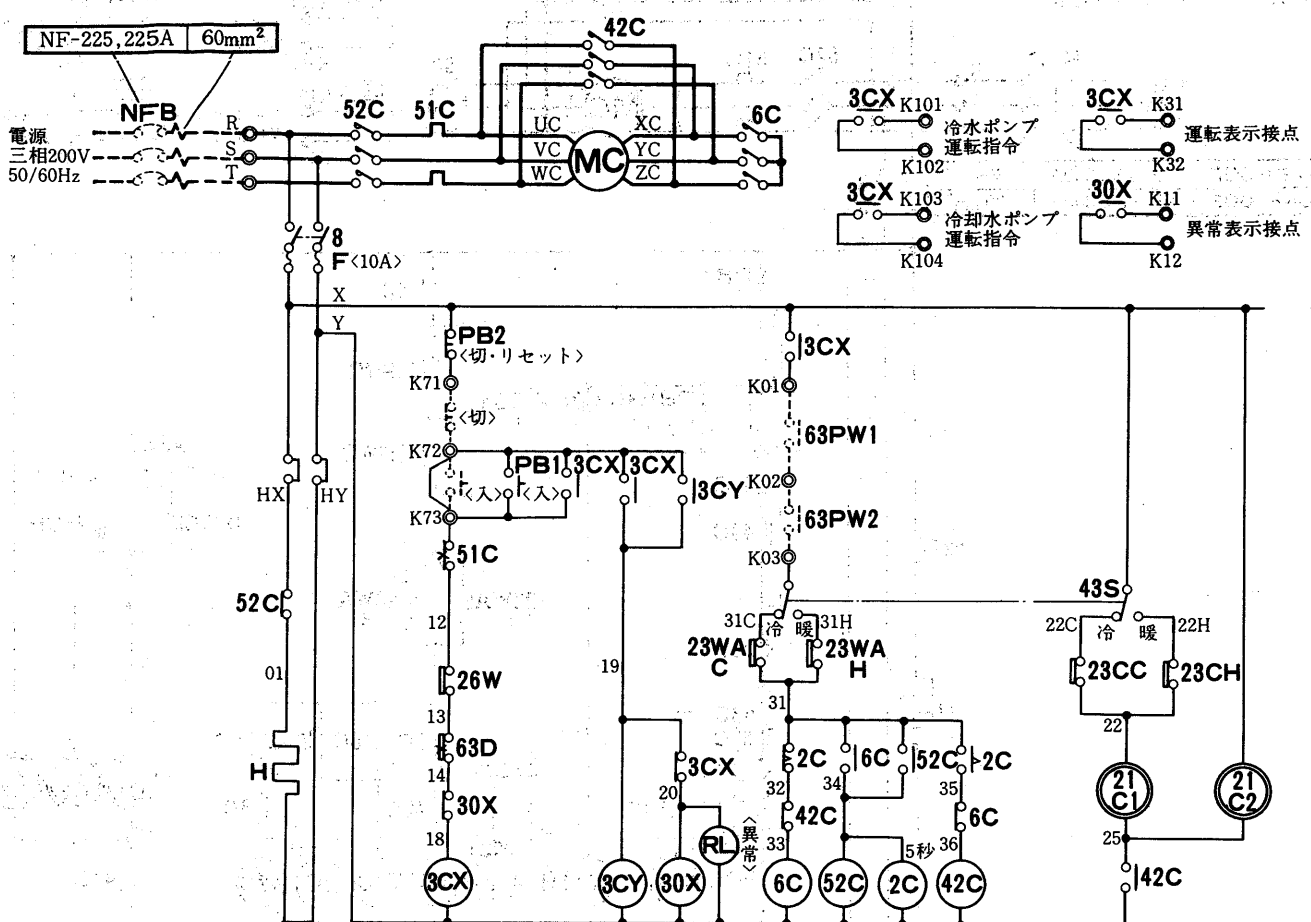 NF-225,225A 60mm²
42C
NFB
52C
51C
6C
電源
三相200V
50/60Hz
R
S
T
UC
VC
WC
MC
XC
YC
ZC
3CX K101
冷水ポンプ
運転指令
K102
3CX K31
運転表示接点
K32
3CX K103
冷却水ポンプ
運転指令
K104
30X K11
異常表示接点
K12
8
F〈10A〉
X
Y
PB2
〈切・リセット〉
K71
〈切〉
K72
〈入〉
PB1
〈入〉
3CX
3CX
3CY
K73
HX
HY
51C
52C
12
01
26W
13
63D
14
30X
18
H
3CX
19
3CX
20
RL
〈異常〉
3CY
30X
3CX
K01
63PW1
K02
63PW2
K03
31C
冷
暖
31H
23WA
C
23WA
H
31
2C
6C
52C
2C
32
34
35
42C
6C
33
5秒
36
6C
52C
2C
42C
43S
22C
冷
暖
22H
23CC
23CH
22
21
C1
21
C2
25
42C